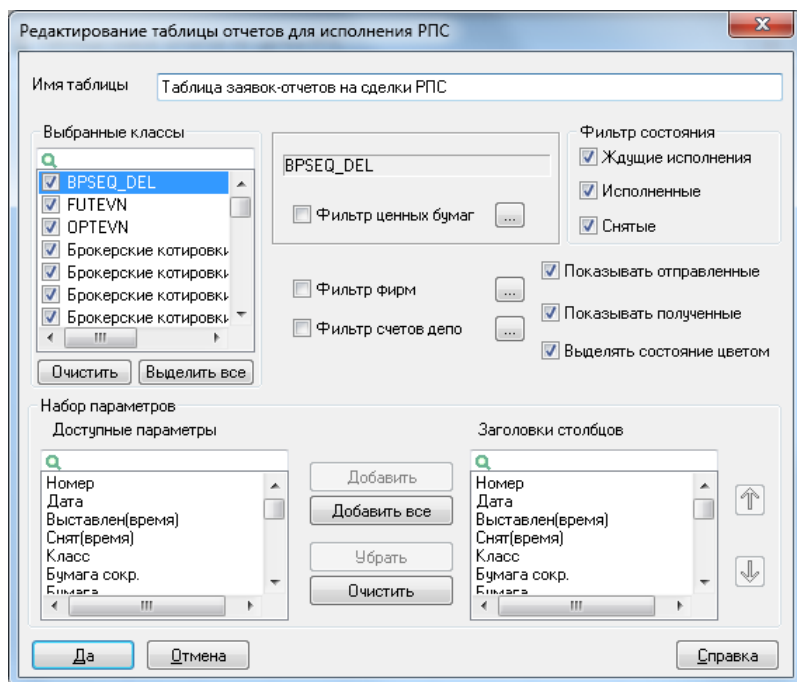 Редактирование таблицы отчетов для исполнения РПС
Имя таблицы
Таблица заявок-отчетов на сделки РПС
Выбранные классы
BPSEQ_DEL
FUTEVN
OPTEVN
Брокерские котировки
Брокерские котировки
Брокерские котировки
Брокерские котировки
Очистить
Выделить все
BPSEQ_DEL
Фильтр ценных бумаг
...
Фильтр фирм
...
Фильтр счетов депо
...
Фильтр состояния
Ждущие исполнения
Исполненные
Снятые
Показывать отправленные
Показывать полученные
Выделять состояние цветом
Набор параметров
Доступные параметры
Номер
Дата
Выставлен(время)
Снят(время)
Класс
Бумага сокр.
Бумага
Добавить
Добавить все
Убрать
Очистить
Заголовки столбцов
Номер
Дата
Выставлен(время)
Снят(время)
Класс
Бумага сокр.
Бумага
Да
Отмена
Справка